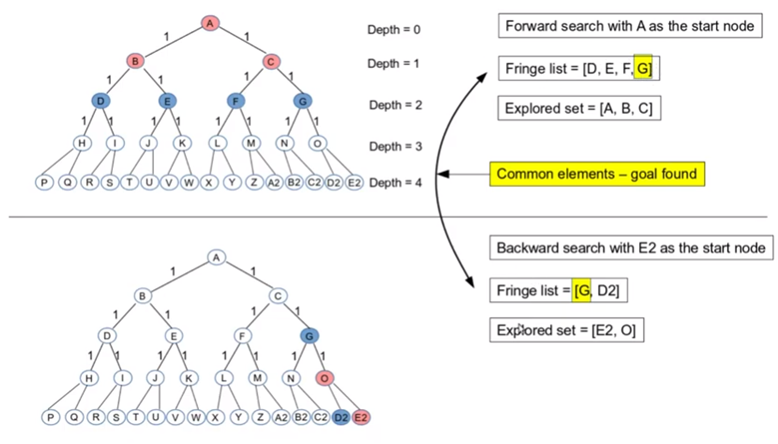 A
1 1
Depth = 0
Forward search with A as the start node
B C
Depth = 1
1 1 1 1
Fringe list = [D, E, F, G]
D E F G
Depth = 2
Explored set = [A, B, C]
1 1 1 1 1 1 1 1
H I J K L M N O
Depth = 3
P Q R S T U V W X Y Z A2 B2 C2 D2 E2
Depth = 4
Common elements – goal found
Backward search with E2 as the start node
A
1 1
B C
Fringe list = [G, D2]
1 1 1 1
D E F G
Explored set = [E2, O]
1 1 1 1 1 1 1 1
H I J K L M N O
P Q R S T U V W X Y Z A2 B2 C2 D2 E2